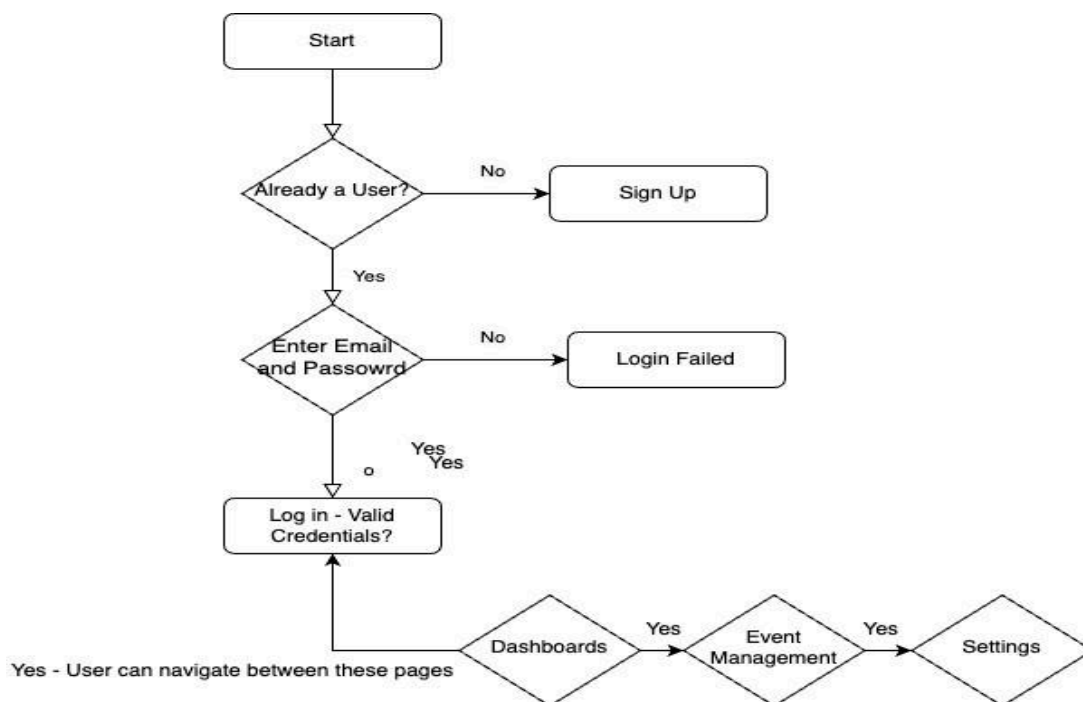 Start
No
Already a User?
Sign Up
Yes
No
Enter Email
and Passowrd
Login Failed
Yes
Yes
o
Log in - Valid
Credentials?
Yes
Yes
Dashboards
Event
Management
Settings
Yes - User can navigate between these pages